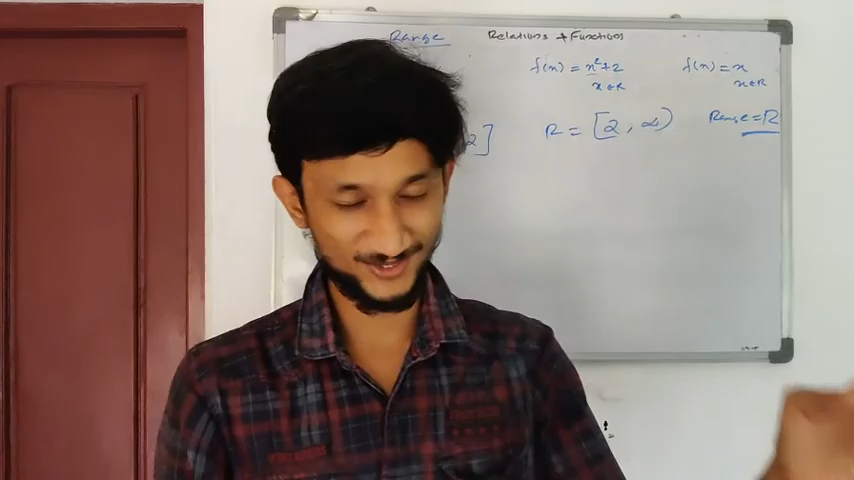 Range Relations & Functions
f(x) = x²+2 f(x) = x
x∈R x∈R
2] R = [2, ∞) Range = R